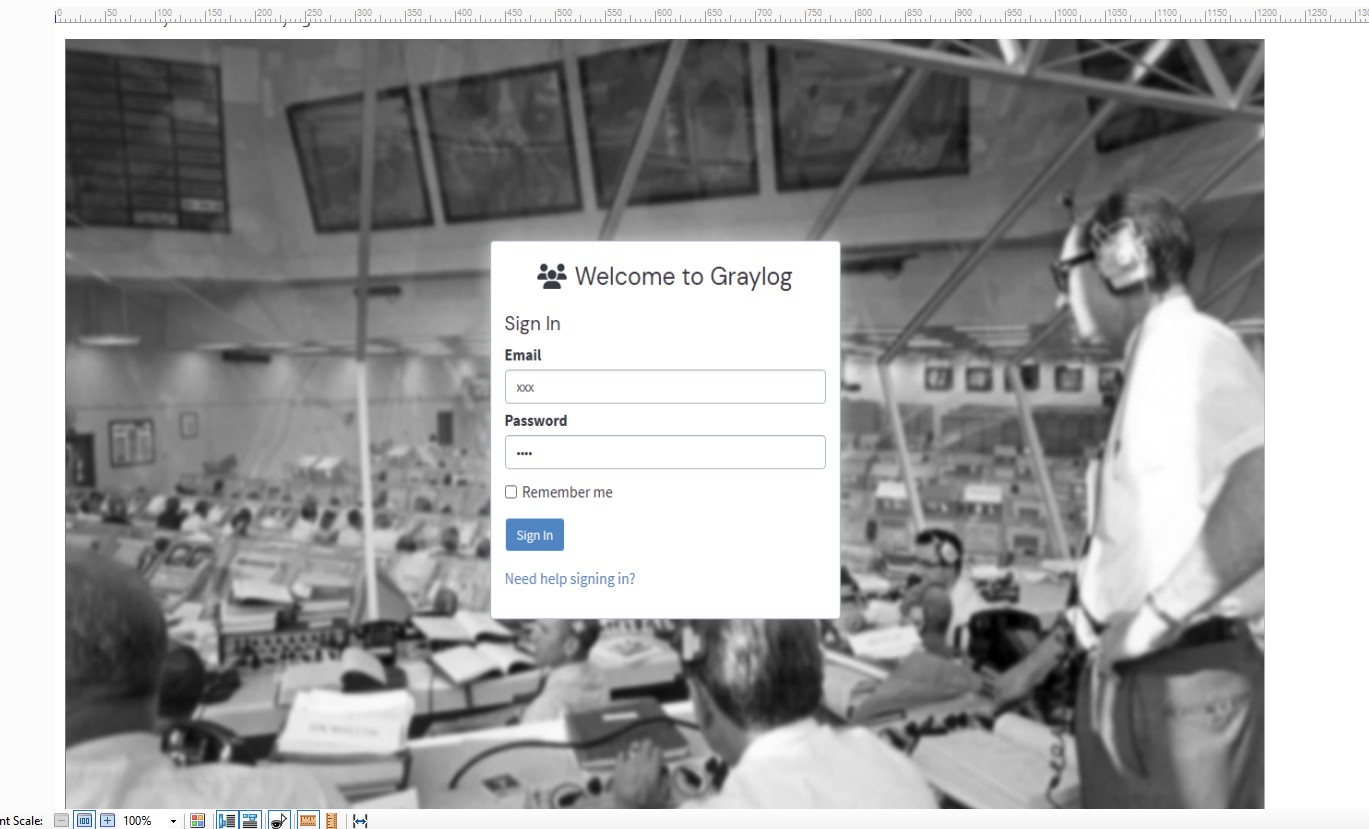 0 50 100 150 200 250 300 350 400 450 500 550 600 650 700 750 800 850 900 950 1000 1050 1100 1150 1200 1250
Welcome to Graylog
Sign In
Email
xxx
Password
••••
Remember me
Sign In
Need help signing in?
nt Scale: 100%